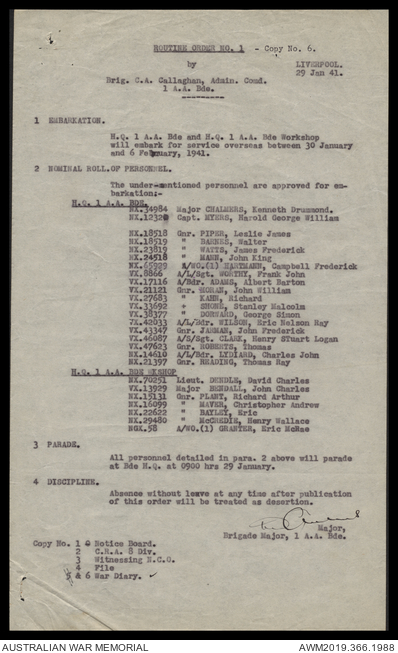 ROUTINE ORDER NO. 1 - Copy No. 6.
by LIVERPOOL.
29 Jan 41.
Brig. C.A. Callaghan, Admin. Comd.
1 A.A. Bde.
1 EMBARKATION.
H.Q. 1 A.A. Bde and H.Q. 1 A.A. Bde Workshop
will embark for service overseas between 30 January
and 6 February, 1941.
2 NOMINAL ROLL OF PERSONNEL.
The under-mentioned personnel are approved for em-
barkation:-
H.Q. 1 A.A. BDE
NX.34984 Major CHALMERS, Kenneth Drummond.
NX.12320 Capt. MYERS, Harold George William
NX.18518 Gnr. PIPER, Leslie James
NX.18519 " BARNES, Walter
NX.23819 " WATTS, James Frederick
NX.24518 " MANN, John King
NX.65929 A/WO.(1) HARTMANN, Campbell Frederick
VX.8866 A/L/Sgt. WORTHY, Frank John
VX.17116 A/Bdr. ADAMS, Albert Barton
VX.21121 Gnr. MORAN, John William
VX.27683 " KAHN, Richard
VX.33692 " SHORE, Stanley Malcolm
VX.38377 " DORWARD, George Simon
VX.42033 A/L/Bdr. WILSON, Eric Nelson Ray
NX.43347 Gnr. JARMAN, John Frederick
VX.46087 A/S/Sgt. CLARK, Henry STuart Logan
NX.47623 Gnr. ROBERTS, Thomas
NX.14610 A/L/Bdr. LYDIARD, Charles John
NX.21397 Gnr. READING, Thomas Ray
H.Q. 1 A.A. BDE WKSHOP
NX.70251 Lieut. DENDLE, David Charles
VX.13929 Major BENDALL, John Charles
NX.15131 Gnr. PLANT, Richard Arthur
NX.16099 " MAVER, Christopher Andrew
NX.22622 " BAYLEY, Eric
NX.29480 " McCREDIE, Henry Wallace
NGX.58 A/WO.(1) GRANTER, Eric McRae
3 PARADE.
All personnel detailed in para. 2 above will parade
at Bde H.Q. at 0900 hrs 29 January.
4 DISCIPLINE.
Absence without leave at any time after publication
of this order will be treated as desertion.
Major,
Brigade Major, 1 A.A. Bde.
Copy No. 1 Notice Board.
2 C.R.A. 8 Div.
3 Witnessing N.C.O.
4 File
5 & 6 War Diary.
AUSTRALIAN WAR MEMORIAL AWM2019.366.1988